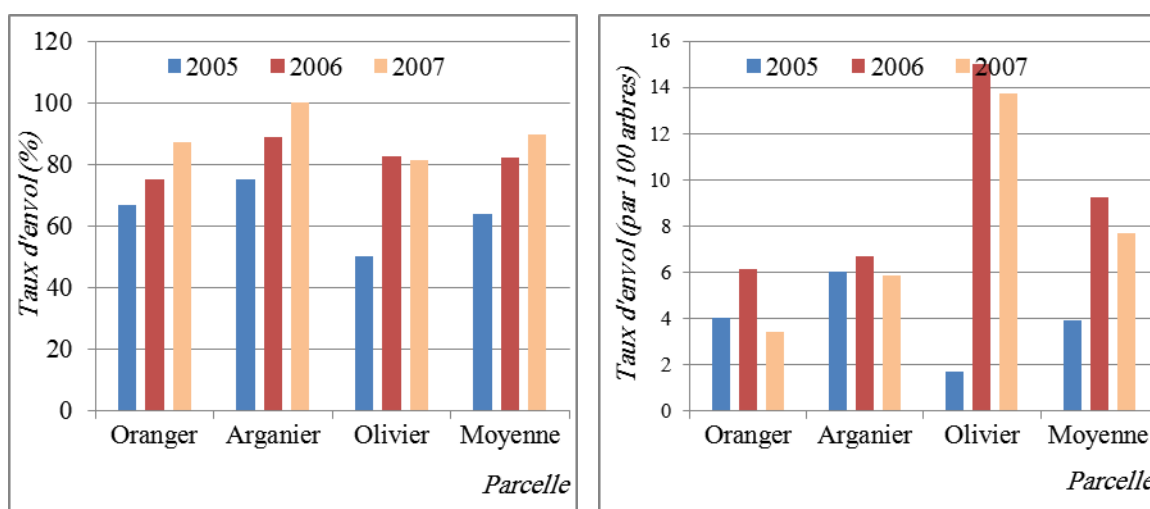 120
100
80
60
40
20
0
Taux d'envol (%)
2005 2006 2007
Oranger Arganier Olivier Moyenne
Parcelle
16
14
12
10
8
6
4
2
0
Taux d'envol (par 100 arbres)
2005 2006 2007
Oranger Arganier Olivier Moyenne
Parcelle